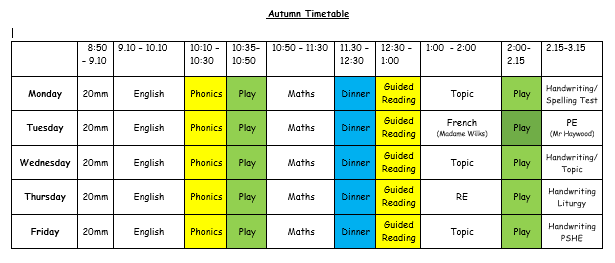 Autumn Timetable
8:50 – 9.10 9.10 – 10.10 10:10 – 10:30 10:35- 10:50 10:50 – 11:30 11.30 – 12:30 12:30 – 1:00 1:00 – 2:00 2:00- 2.15 2.15-3.15
Monday 20mm English Phonics Play Maths Dinner Guided Reading Topic Play Handwriting/ Spelling Test
Tuesday 20mm English Phonics Play Maths Dinner Guided Reading French (Madame Wilks) Play PE (Mr Haywood)
Wednesday 20mm English Phonics Play Maths Dinner Guided Reading Topic Play Handwriting/ Topic
Thursday 20mm English Phonics Play Maths Dinner Guided Reading RE Play Handwriting Liturgy
Friday 20mm English Phonics Play Maths Dinner Guided Reading Topic Play Handwriting PSHE